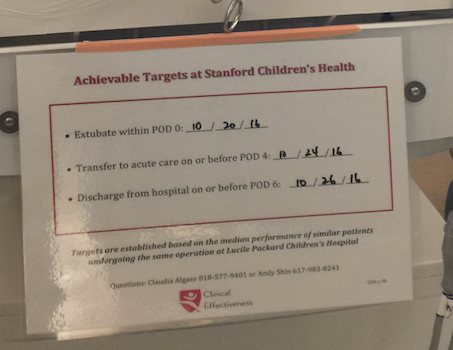 Achievable Targets at Stanford Children's Health
• Extubate within POD 0: 10 / 20 / 16
• Transfer to acute care on or before POD 4: 10 / 24 / 16
• Discharge from hospital on or before POD 6: 10 / 26 / 16
Targets are established based on the median performance of similar patients
undergoing the same operation at Lucile Packard Children's Hospital
Questions: Claudia Algaze 818-577-9401 or Andy Shin 617-983-8241
Clinical
Effectiveness